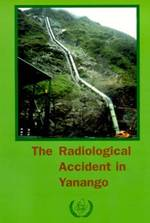 The Radiological
Accident in
Yanango